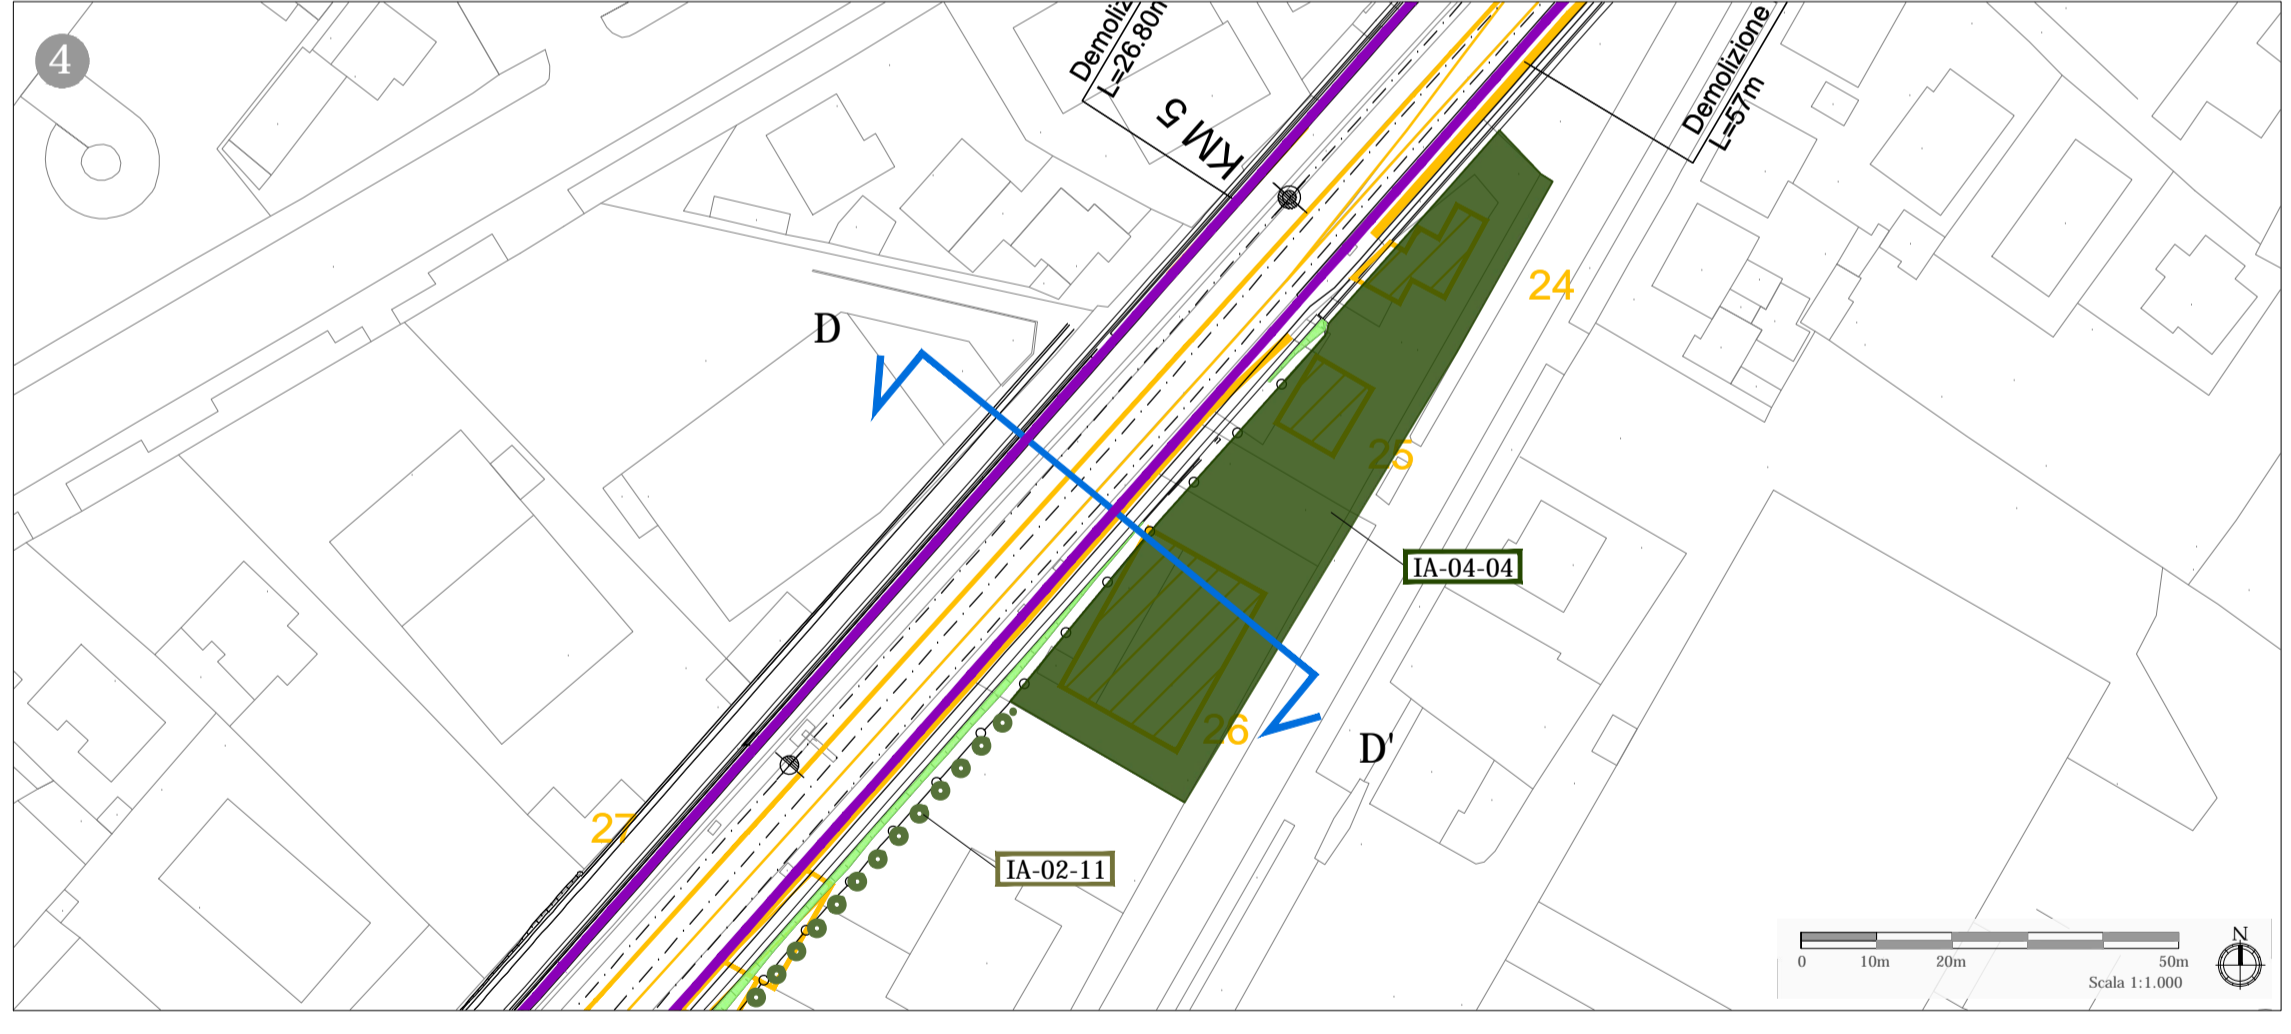 4
Demoliz
L=26.80m
KM 5
Demolizione
L=57m
24
D
25
IA-04-04
26
D'
27
IA-02-11
N
0 10m 20m 50m
Scala 1:1.000